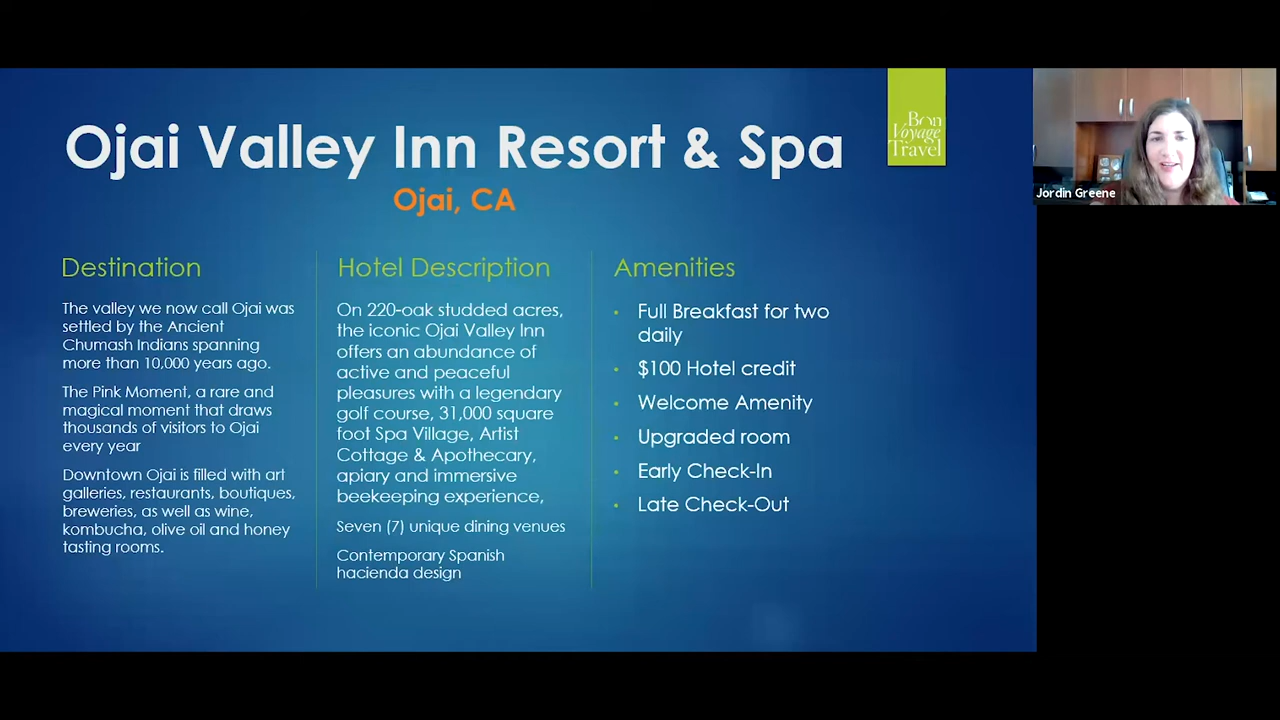 Ojai Valley Inn Resort & Spa
Ojai, CA
Bon
Voyage
Travel
Jordin Greene
Destination
The valley we now call Ojai was
settled by the Ancient
Chumash Indians spanning
more than 10,000 years ago.
The Pink Moment, a rare and
magical moment that draws
thousands of visitors to Ojai
every year
Downtown Ojai is filled with art
galleries, restaurants, boutiques,
breweries, as well as wine,
kombucha, olive oil and honey
tasting rooms.
Hotel Description
On 220-oak studded acres,
the iconic Ojai Valley Inn
offers an abundance of
active and peaceful
pleasures with a legendary
golf course, 31,000 square
foot Spa Village, Artist
Cottage & Apothecary,
apiary and immersive
beekeeping experience,
Seven (7) unique dining venues
Contemporary Spanish
hacienda design
Amenities
• Full Breakfast for two
daily
• $100 Hotel credit
• Welcome Amenity
• Upgraded room
• Early Check-In
• Late Check-Out